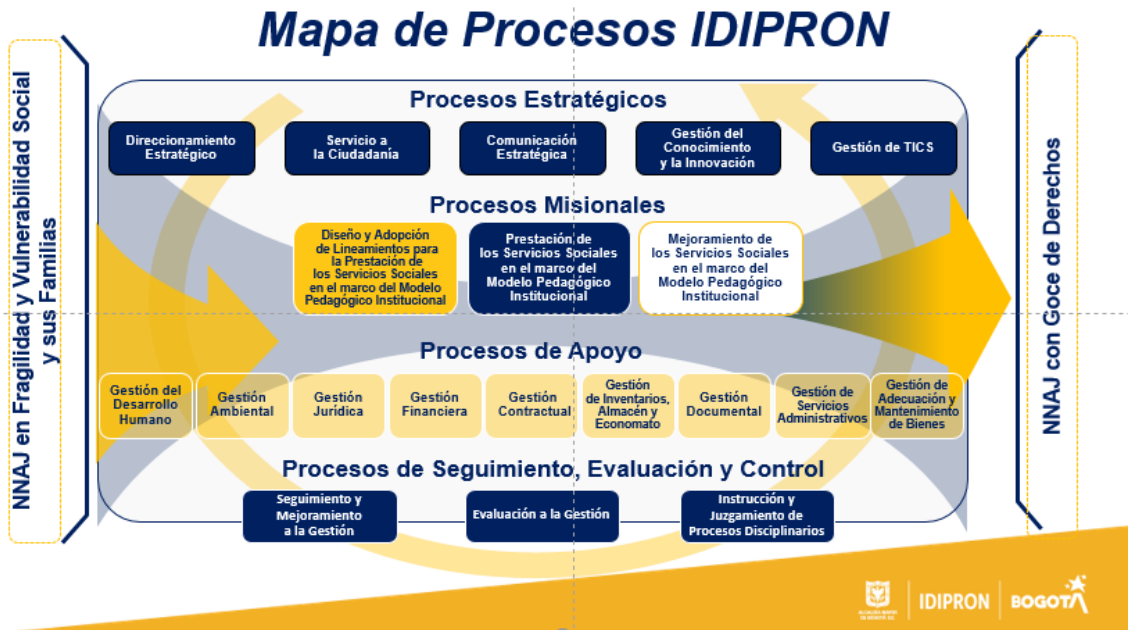 Mapa de Procesos IDIPRON
NNAJ en Fragilidad y Vulnerabilidad Social
y sus Familias
Procesos Estratégicos
Direccionamiento
Estratégico
Servicio a
la Ciudadanía
Comunicación
Estratégica
Gestión del
Conocimiento
y la Innovación
Gestión de TICS
Procesos Misionales
Diseño y Adopción
de Lineamientos para
la Prestación de
los Servicios Sociales
en el marco del Modelo
Pedagógico Institucional
Prestación de
los Servicios Sociales
en el marco del
Modelo Pedagógico
Institucional
Mejoramiento de
los Servicios Sociales
en el marco del
Modelo Pedagógico
Institucional
Procesos de Apoyo
Gestión del
Desarrollo
Humano
Gestión
Ambiental
Gestión
Jurídica
Gestión
Financiera
Gestión
Contractual
Gestión
de Inventarios,
Almacén y
Economato
Gestión
Documental
Gestión de
Servicios
Administrativos
Gestión de
Adecuación y
Mantenimiento
de Bienes
Procesos de Seguimiento, Evaluación y Control
Seguimiento y
Mejoramiento
a la Gestión
Evaluación a la Gestión
Instrucción y
Juzgamiento de
Procesos Disciplinarios
NNAJ con Goce de Derechos
ALCALDÍA MAYOR
DE BOGOTÁ D.C.
IDIPRON
BOGOTÁ